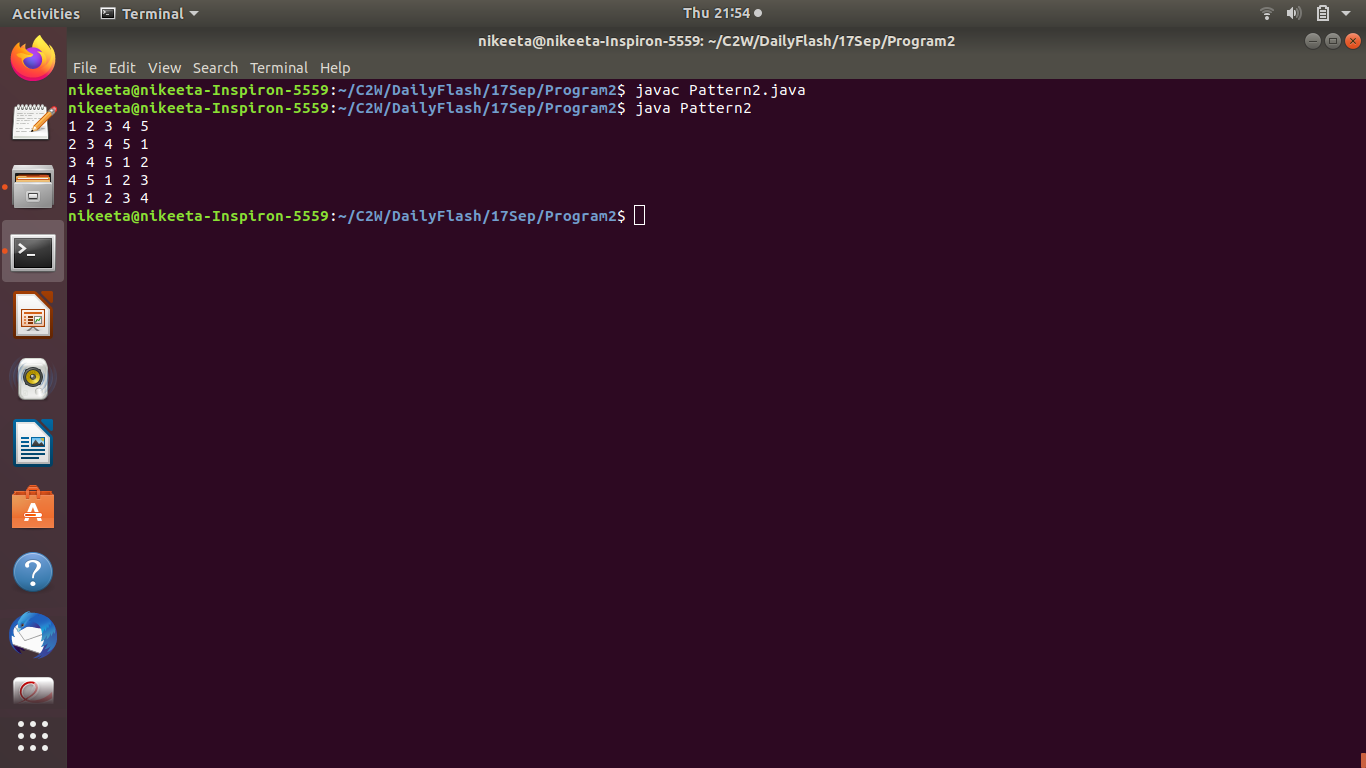 Activities Terminal Thu 21:54
nikeeta@nikeeta-Inspiron-5559: ~/C2W/DailyFlash/17Sep/Program2
File Edit View Search Terminal Help
nikeeta@nikeeta-Inspiron-5559:~/C2W/DailyFlash/17Sep/Program2$ javac Pattern2.java
nikeeta@nikeeta-Inspiron-5559:~/C2W/DailyFlash/17Sep/Program2$ java Pattern2
1 2 3 4 5
2 3 4 5 1
3 4 5 1 2
4 5 1 2 3
5 1 2 3 4
nikeeta@nikeeta-Inspiron-5559:~/C2W/DailyFlash/17Sep/Program2$